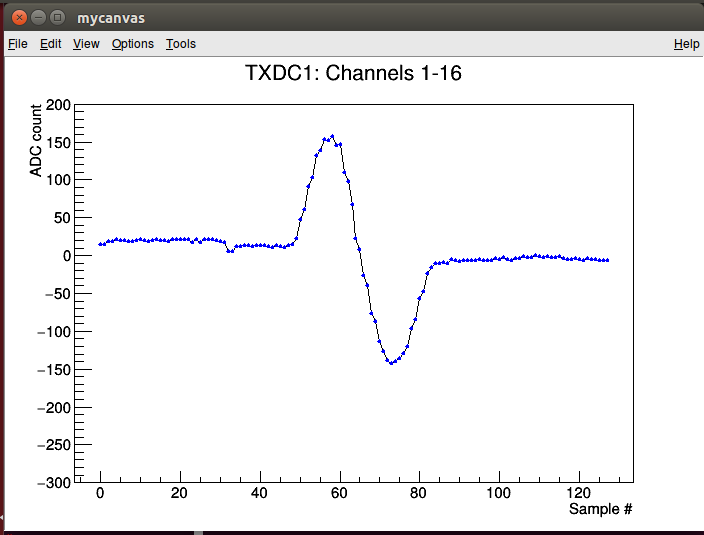 mycanvas
File Edit View Options Tools Help
TXDC1: Channels 1-16
ADC count
200
150
100
50
0
−50
−100
−150
−200
−250
−300
0 20 40 60 80 100 120
Sample #